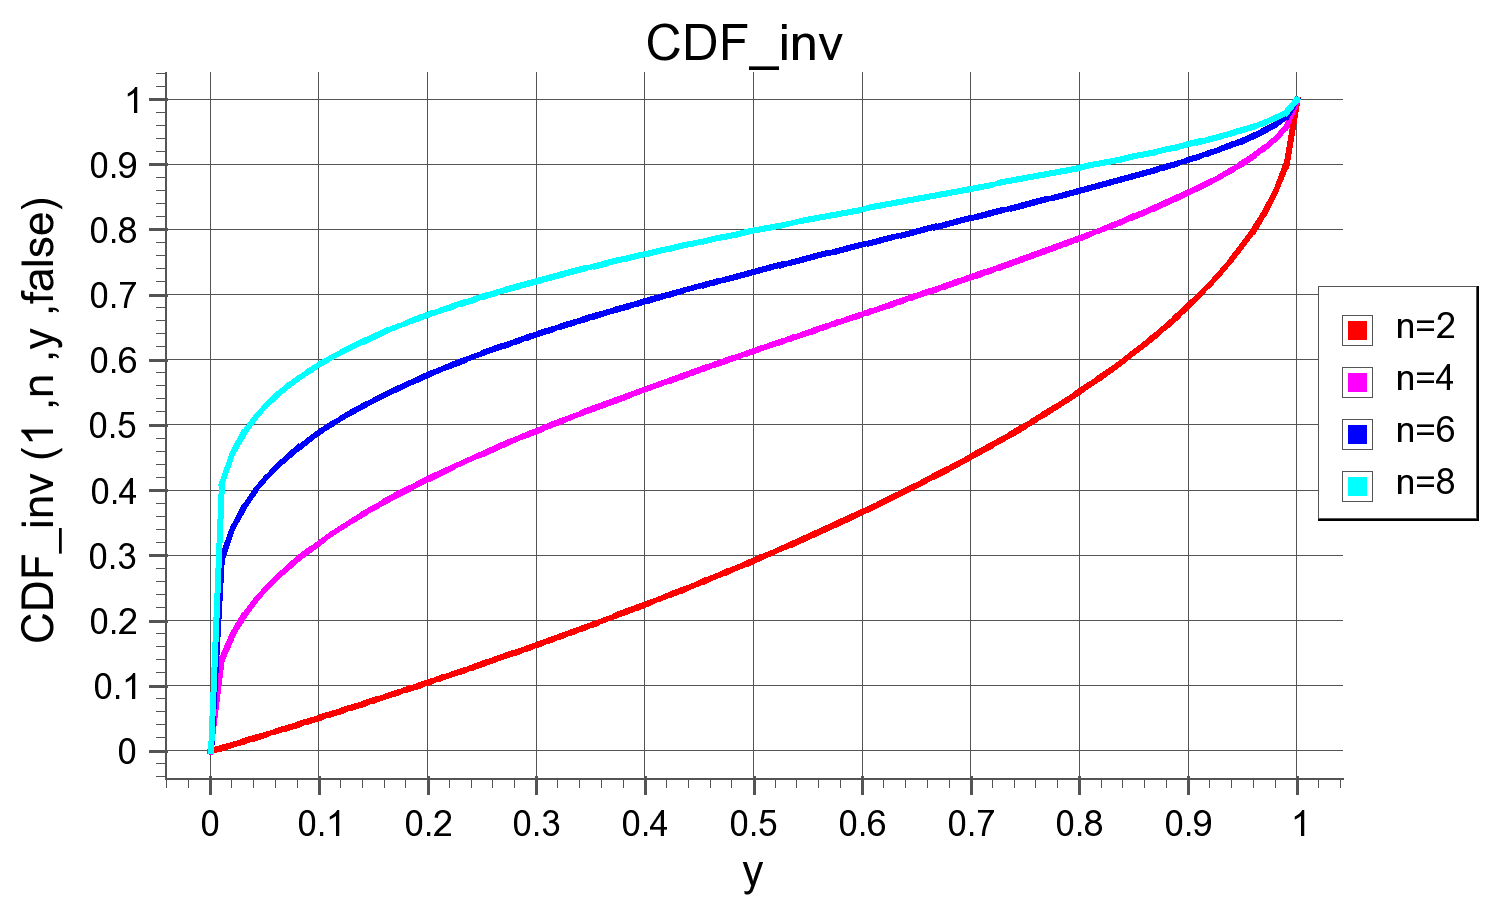 CDF_inv
CDF_inv (1 ,n ,y ,false)
1
0.9
0.8
0.7
0.6
0.5
0.4
0.3
0.2
0.1
0
0 0.1 0.2 0.3 0.4 0.5 0.6 0.7 0.8 0.9 1
y
n=2
n=4
n=6
n=8